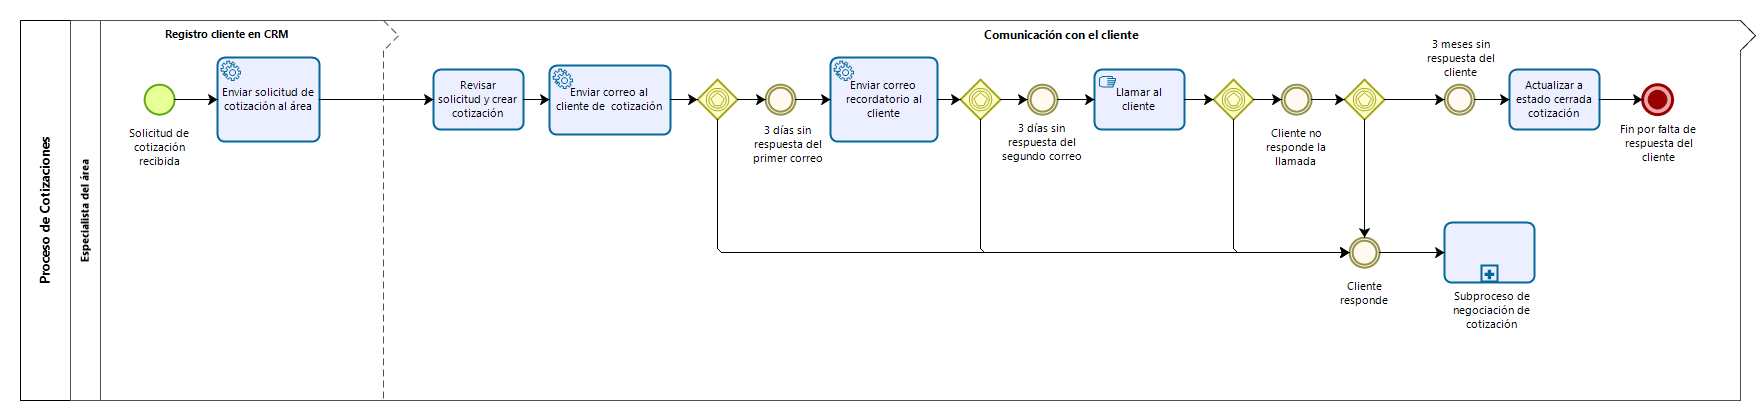 Proceso de Cotizaciones
Especialista del área
Registro cliente en CRM
Comunicación con el cliente
Solicitud de
cotización
recibida
Enviar solicitud de
cotización al área
Revisar
solicitud y crear
cotización
Enviar correo al
cliente de cotización
3 días sin
respuesta del
primer correo
Enviar correo
recordatorio al
cliente
3 días sin
respuesta del
segundo correo
Llamar al
cliente
Cliente no
responde la
llamada
3 meses sin
respuesta del
cliente
Actualizar a
estado cerrada
cotización
Fin por falta de
respuesta del
cliente
Cliente
responde
Subproceso de
negociación de
cotización